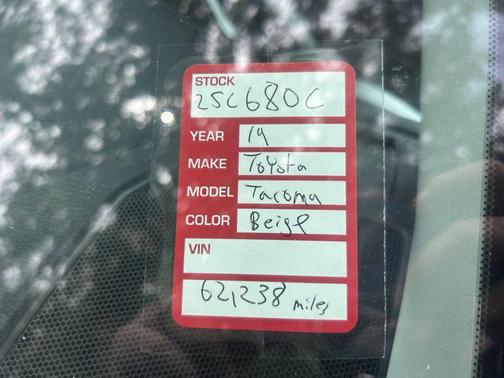 STOCK
25C680C
YEAR 19
MAKE Toyota
MODEL Tacoma
COLOR Beige
VIN
62,238 miles